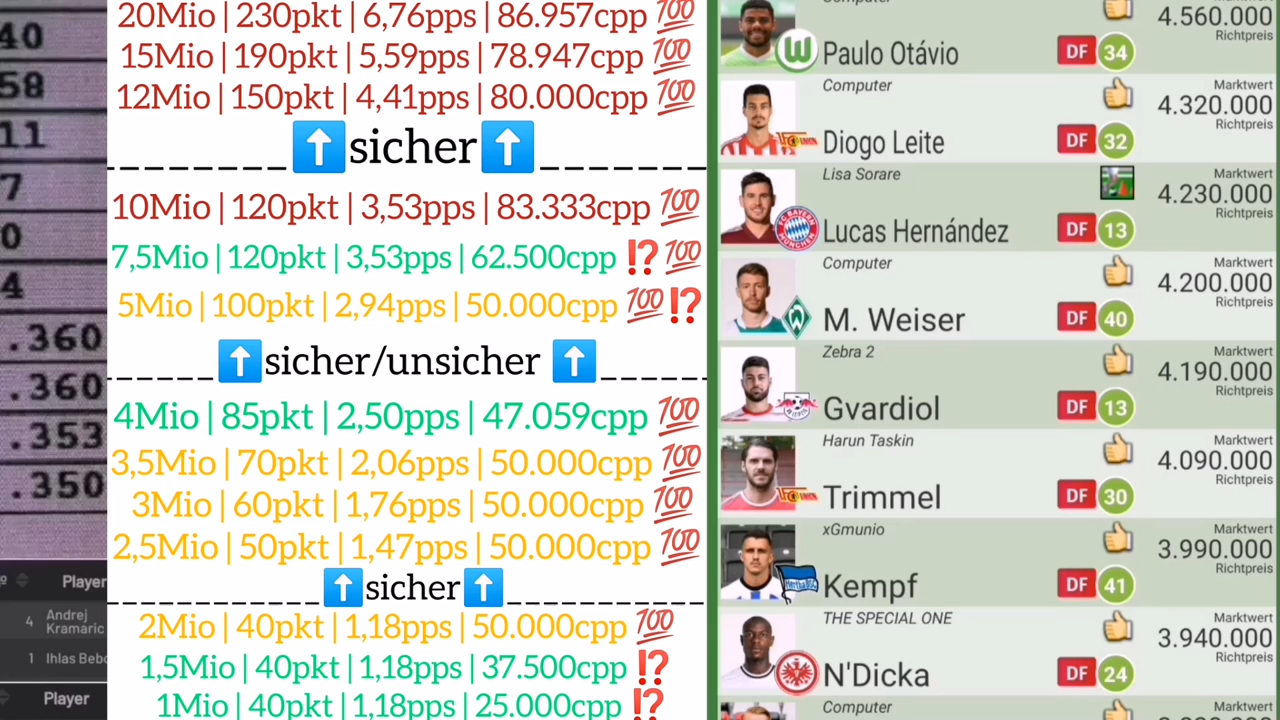 40
58
11
7
0
4
.360
.360
.353
.350
Player
4 Andrej
Kramaric
1 Ihlas Bebo
Player
20Mio | 230pkt | 6,76pps | 86.957cpp 💯
15Mio | 190pkt | 5,59pps | 78.947cpp 💯
12Mio | 150pkt | 4,41pps | 80.000cpp 💯
⬆️sicher⬆️
10Mio | 120pkt | 3,53pps | 83.333cpp 💯
7,5Mio | 120pkt | 3,53pps | 62.500cpp ⁉️💯
5Mio | 100pkt | 2,94pps | 50.000cpp 💯⁉️
⬆️sicher/unsicher ⬆️
4Mio | 85pkt | 2,50pps | 47.059cpp 💯
3,5Mio | 70pkt | 2,06pps | 50.000cpp 💯
3Mio | 60pkt | 1,76pps | 50.000cpp 💯
2,5Mio | 50pkt | 1,47pps | 50.000cpp 💯
⬆️sicher⬆️
2Mio | 40pkt | 1,18pps | 50.000cpp 💯
1,5Mio | 40pkt | 1,18pps | 37.500cpp ⁉️
1Mio | 40pkt | 1,18pps | 25.000cpp ⁉️
Computer
4.560.000
Richtpreis
Paulo Otávio DF 34
Computer
Marktwert
4.320.000
Richtpreis
Diogo Leite DF 32
Lisa Sorare
Marktwert
4.230.000
Richtpreis
Lucas Hernández DF 13
Computer
Marktwert
4.200.000
Richtpreis
M. Weiser DF 40
Zebra 2
Marktwert
4.190.000
Richtpreis
Gvardiol DF 13
Harun Taskin
Marktwert
4.090.000
Richtpreis
Trimmel DF 30
xGmunio
Marktwert
3.990.000
Richtpreis
Kempf DF 41
THE SPECIAL ONE
Marktwert
3.940.000
Richtpreis
N'Dicka DF 24
Computer
Marktwert